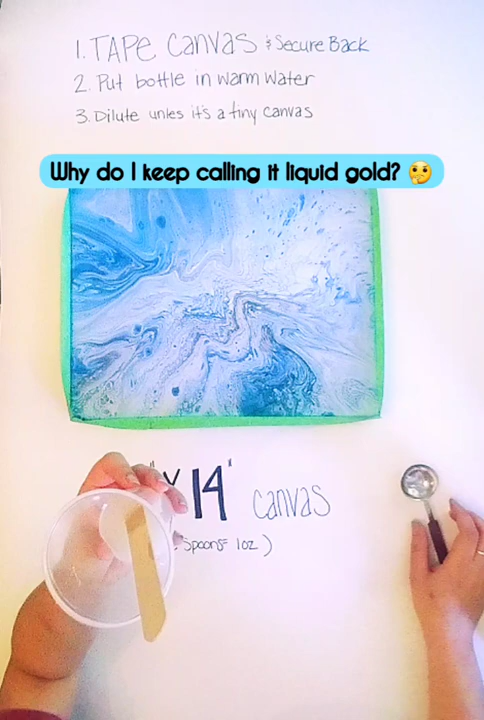 1. TAPE CANVAS & Secure Back
2. Put bottle in warm water
3. Dilute unles it's a tiny canvas
Why do I keep calling it liquid gold? 🤔
"x 14" canvas
Spoons= 1oz)